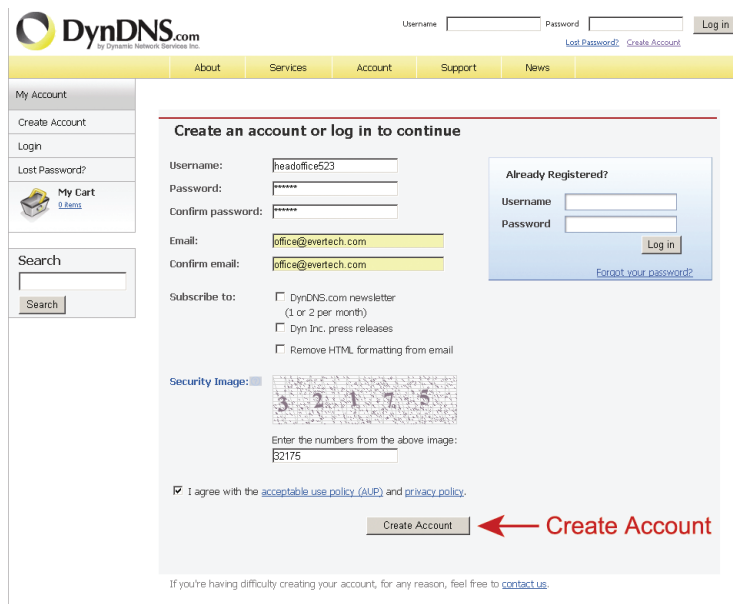 DynDNS.com
by Dynamic Network Services Inc.
Username
Password
Log in
Lost Password? Create Account
About Services Account Support News
My Account
Create Account
Login
Lost Password?
My Cart
0 items
Search
Search
Create an account or log in to continue
Username: headoffice523
Password: ******
Confirm password: ******
Email: office@evertech.com
Confirm email: office@evertech.com
Subscribe to: DynDNS.com newsletter
(1 or 2 per month)
Dyn Inc. press releases
Remove HTML formatting from email
Security Image:
3 2 1 7 5
Enter the numbers from the above image:
32175
I agree with the acceptable use policy (AUP) and privacy policy.
Create Account
Create Account
Already Registered?
Username
Password
Log in
Forgot your password?
If you're having difficulty creating your account, for any reason, feel free to contact us.